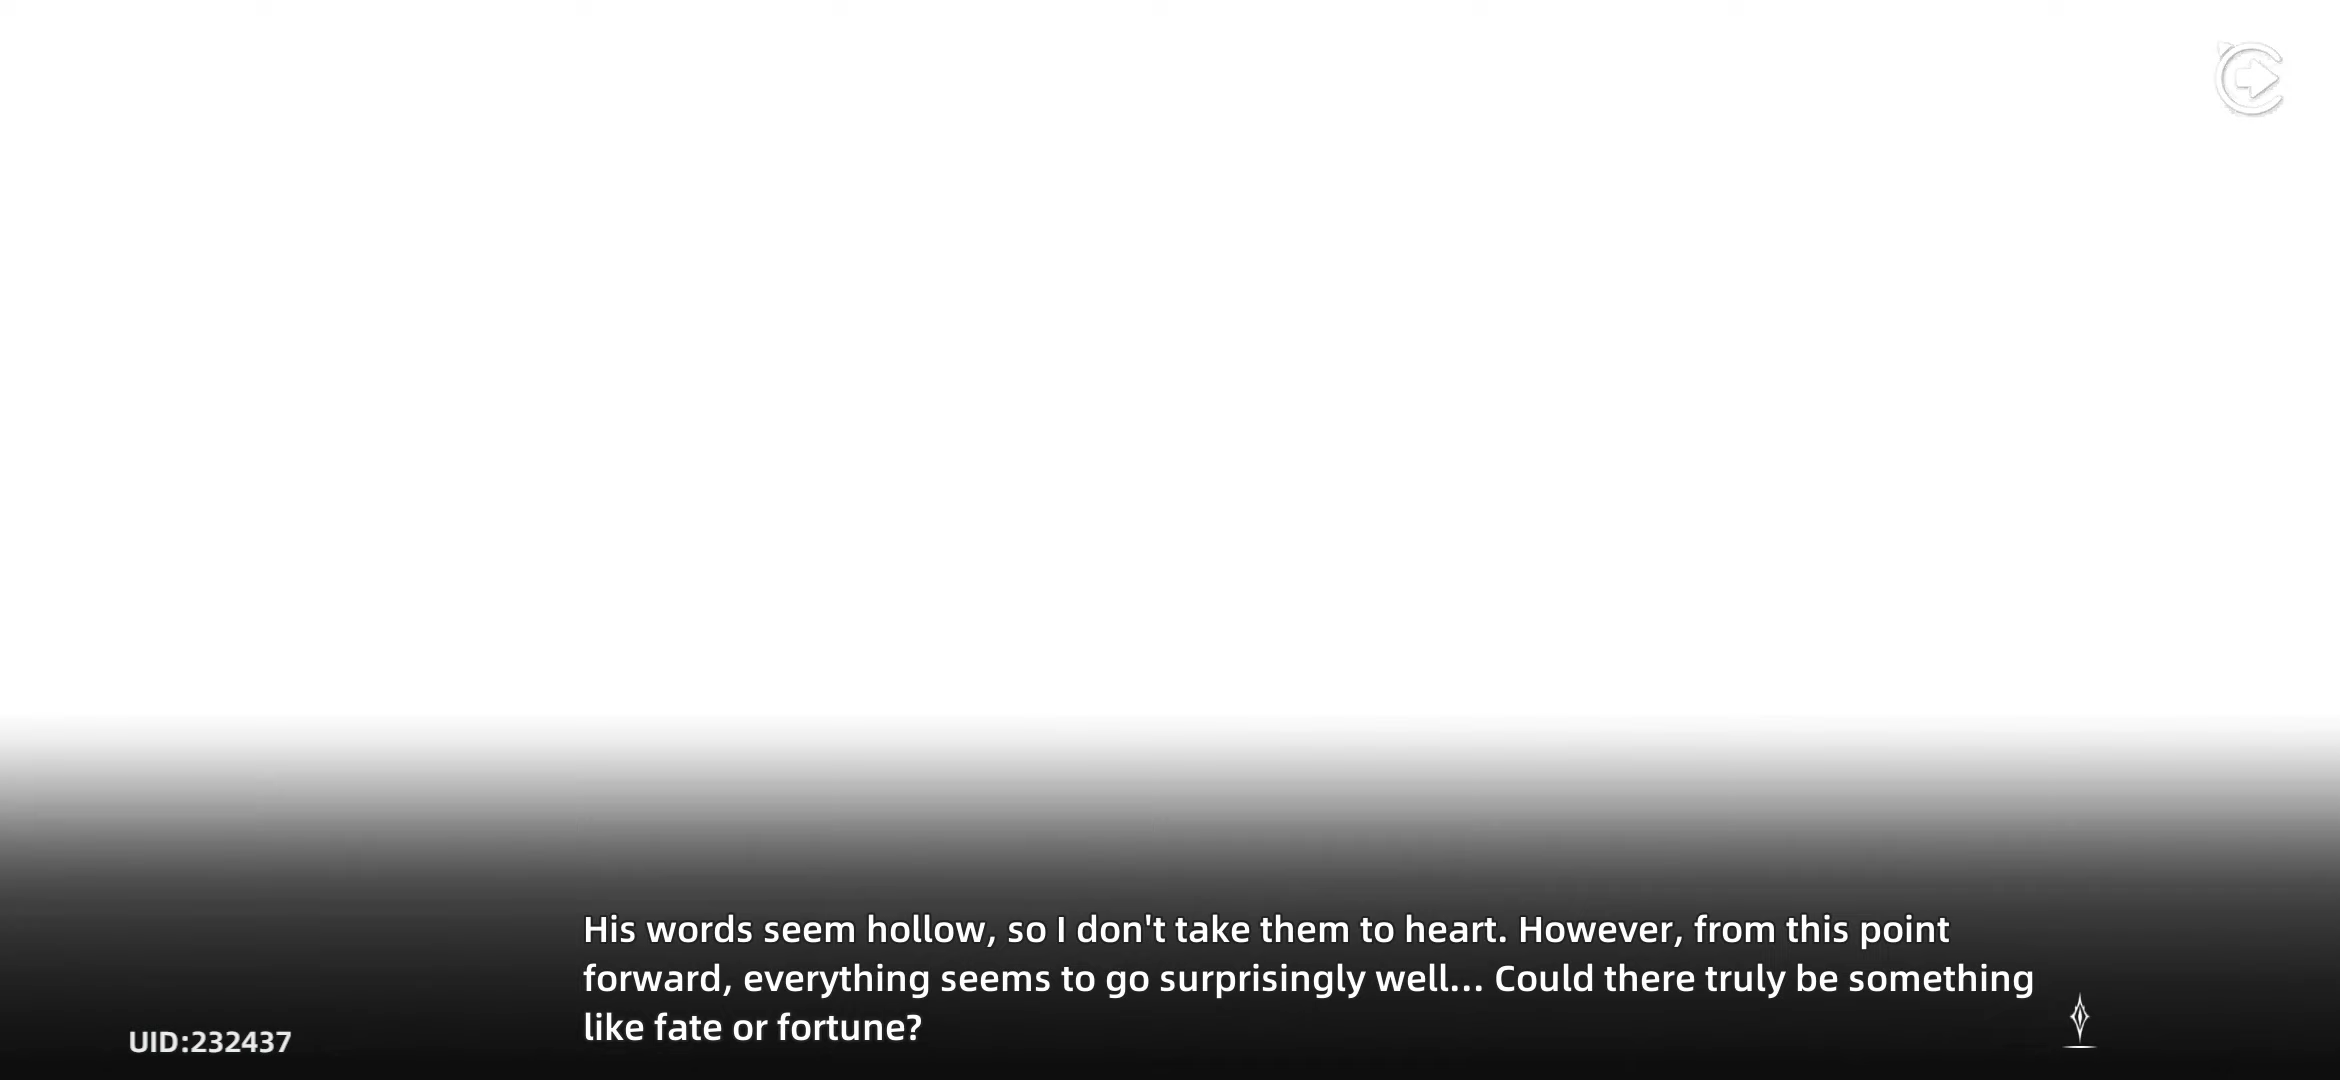 His words seem hollow, so I don't take them to heart. However, from this point
forward, everything seems to go surprisingly well... Could there truly be something
like fate or fortune?
UID:232437